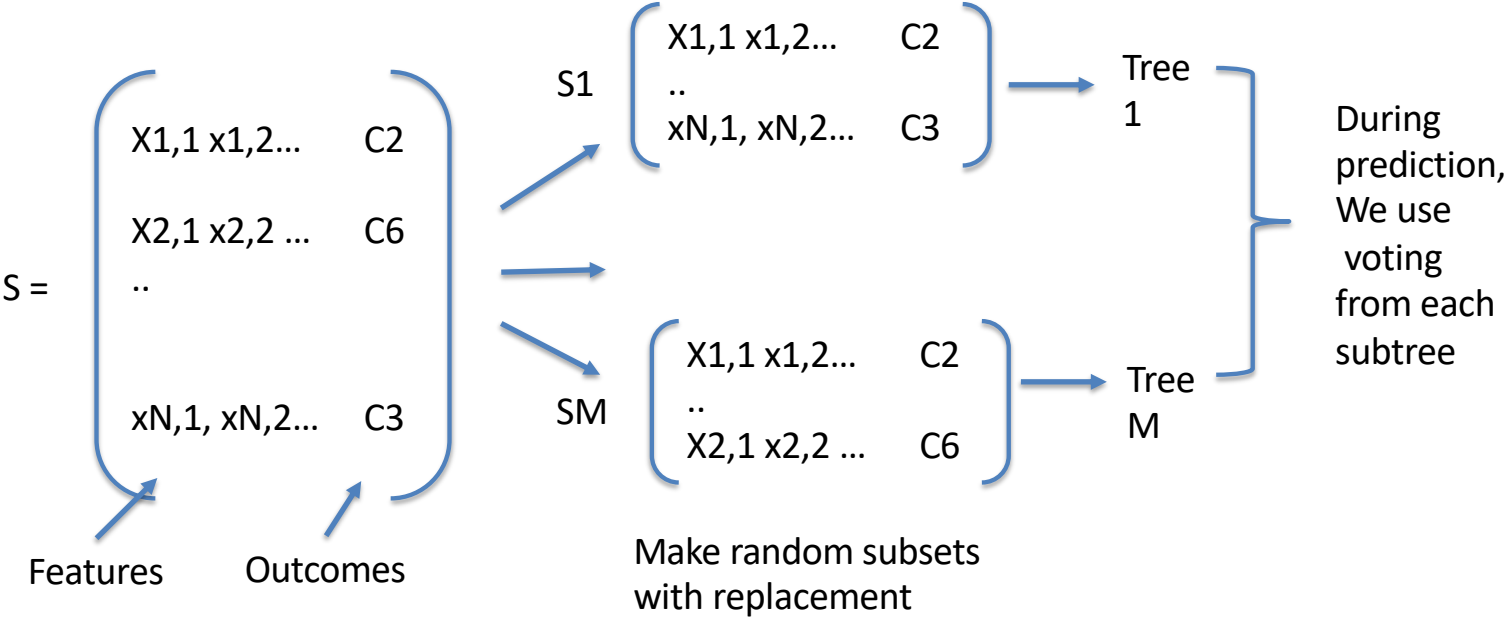 S =
X1,1 x1,2... C2
X2,1 x2,2 ... C6
..
xN,1, xN,2... C3
Features
Outcomes
S1
X1,1 x1,2... C2
..
xN,1, xN,2... C3
SM
X1,1 x1,2... C2
..
X2,1 x2,2 ... C6
Make random subsets
with replacement
Tree
1
Tree
M
During
prediction,
We use
voting
from each
subtree